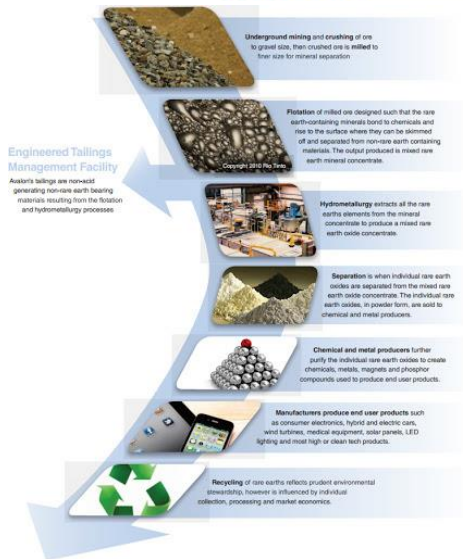 Underground mining and crushing of ore
to gravel size, then crushed ore is milled to
finer size for mineral separation.
Flotation of milled ore designed such that the rare
earth-containing minerals bond to chemicals and
rise to the surface where they can be skimmed
off and separated from non-rare earth containing
materials. The output produced is mixed rare
earth mineral concentrate.
Copyright 2010 Rio Tinto
Engineered Tailings
Management Facility
Avalon's tailings are non-acid
generating non-rare earth bearing
materials resulting from the flotation
and hydrometallurgy processes
Hydrometallurgy extracts all the rare
earths elements from the mineral
concentrate to produce a mixed rare
earth oxide concentrate.
Separation is when individual rare earth
oxides are separated from the mixed rare
earth oxide concentrate. The individual rare
earth oxides, in powder form, are sold to
chemical and metal producers.
Chemical and metal producers further
purify the individual rare earth oxides to create
chemicals, metals, magnets and phosphor
compounds used to produce end user products.
Manufacturers produce end user products such
as consumer electronics, hybrid and electric cars,
wind turbines, medical equipment, solar panels, LED
lighting and most high or clean tech products.
Recycling of rare earths reflects prudent environmental
stewardship, however is influenced by individual
collection, processing and market economics.